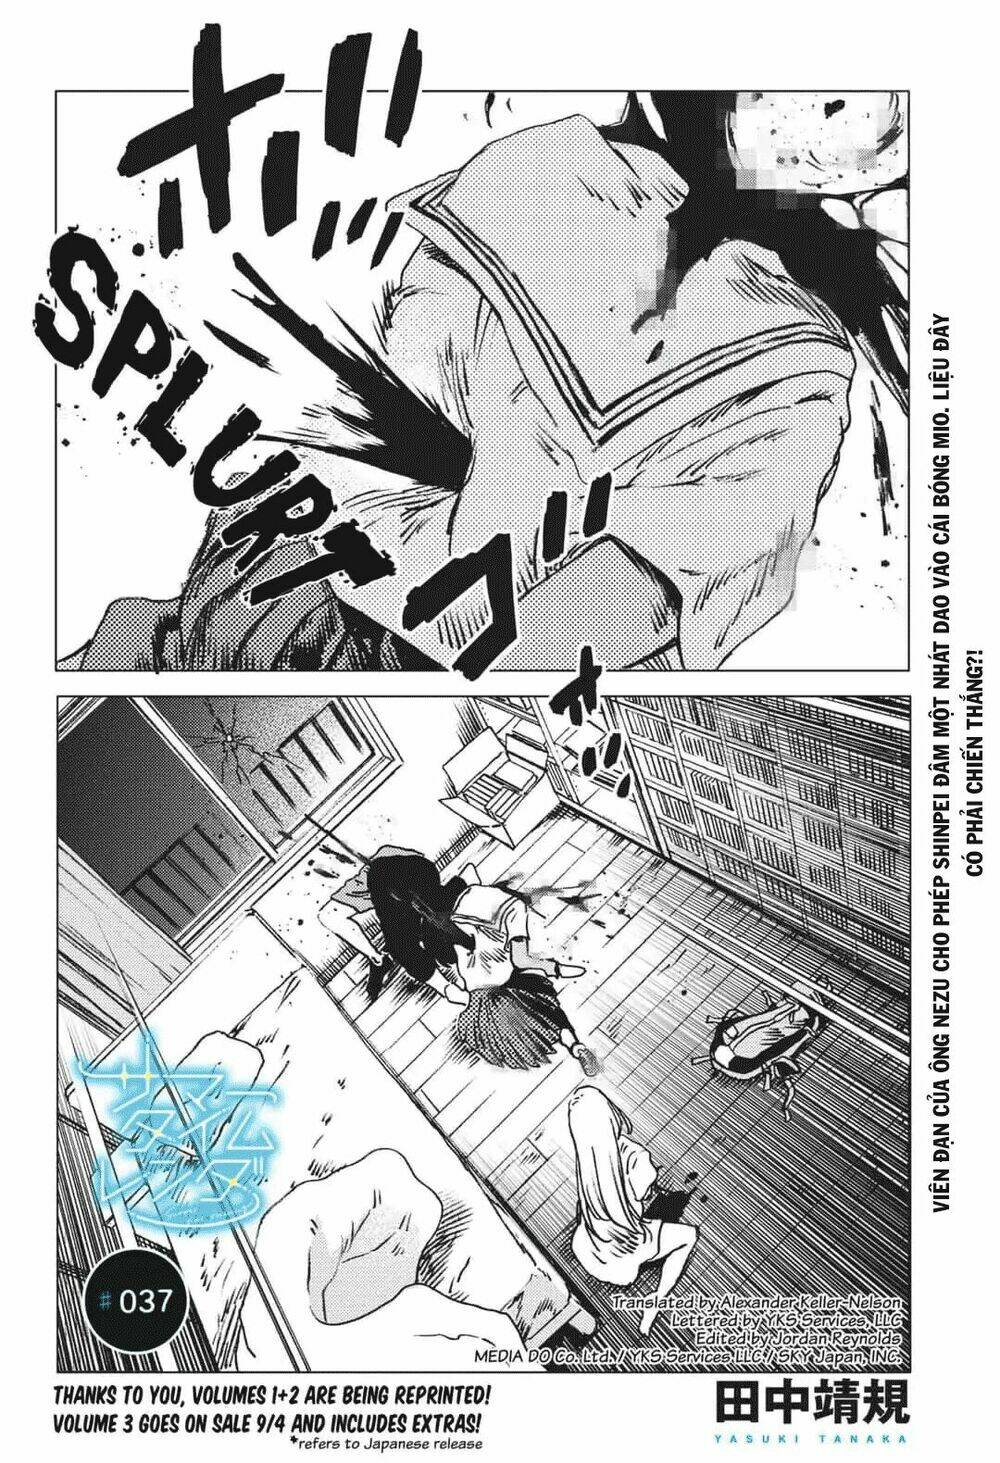 ボゴッ
SPLURT
ボコ
VIÊN ĐẠN CỦA ÔNG NEZU CHO PHÉP SHINPEI ĐÂM MỘT NHÁT DAO VÀO CÁI BÓNG MIO. LIỆU ĐÂY
CÓ PHẢI CHIẾN THẮNG?!
サマータイム
レンダ
#037
Translated by Alexander Keller-Nelson
Lettered by YKS Services, LLC
Edited by Jordan Reynolds
MEDIA DO Co. Ltd. / YKS Services LLC / SKY Japan, INC.
THANKS TO YOU, VOLUMES 1+2 ARE BEING REPRINTED!
VOLUME 3 GOES ON SALE 9/4 AND INCLUDES EXTRAS!
*refers to Japanese release
田中靖規
YASUKI TANAKA